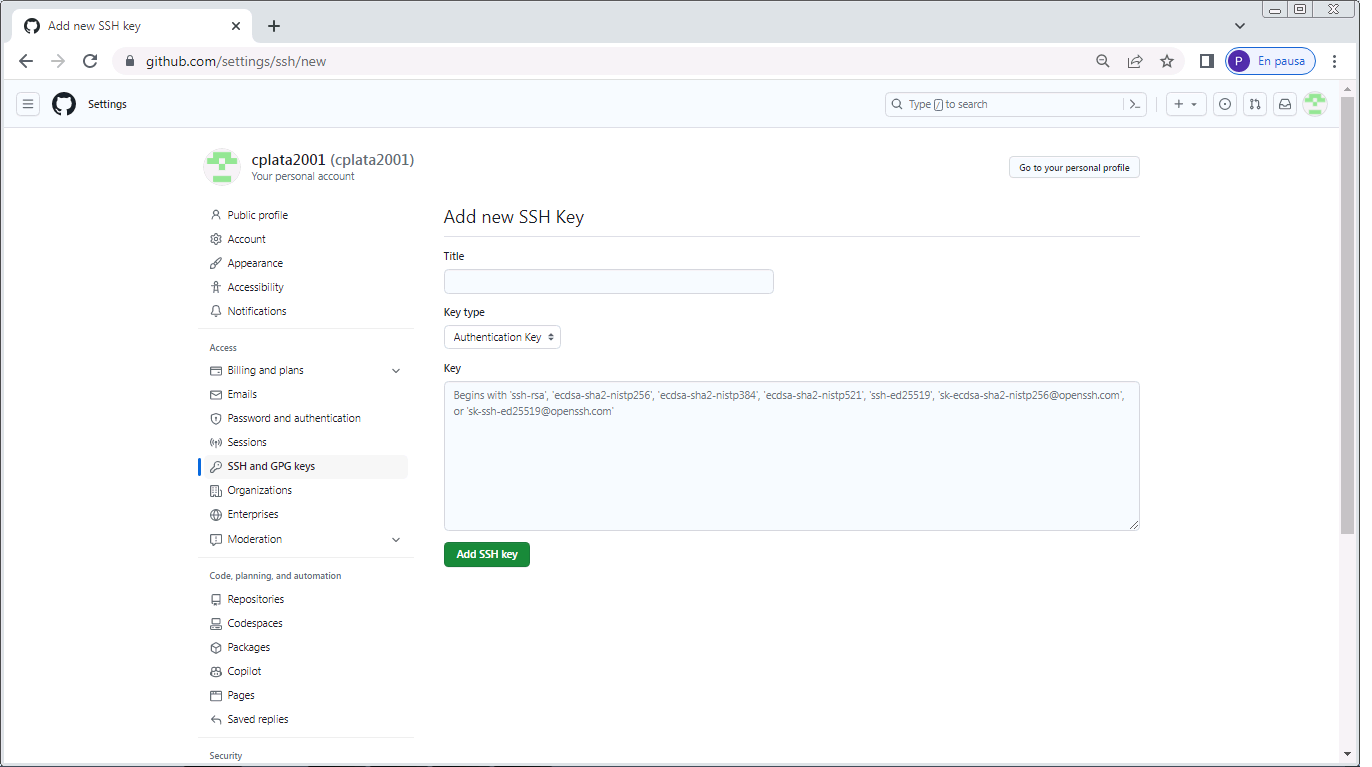 Add new SSH key
github.com/settings/ssh/new
P
En pausa
Settings
Type / to search
cplata2001 (cplata2001)
Your personal account
Go to your personal profile
Public profile
Account
Appearance
Accessibility
Notifications
Access
Billing and plans
Emails
Password and authentication
Sessions
SSH and GPG keys
Organizations
Enterprises
Moderation
Code, planning, and automation
Repositories
Codespaces
Packages
Copilot
Pages
Saved replies
Security
Add new SSH Key
Title
Key type
Authentication Key
Key
Begins with 'ssh-rsa', 'ecdsa-sha2-nistp256', 'ecdsa-sha2-nistp384', 'ecdsa-sha2-nistp521', 'ssh-ed25519', 'sk-ecdsa-sha2-nistp256@openssh.com',
or 'sk-ssh-ed25519@openssh.com'
Add SSH key